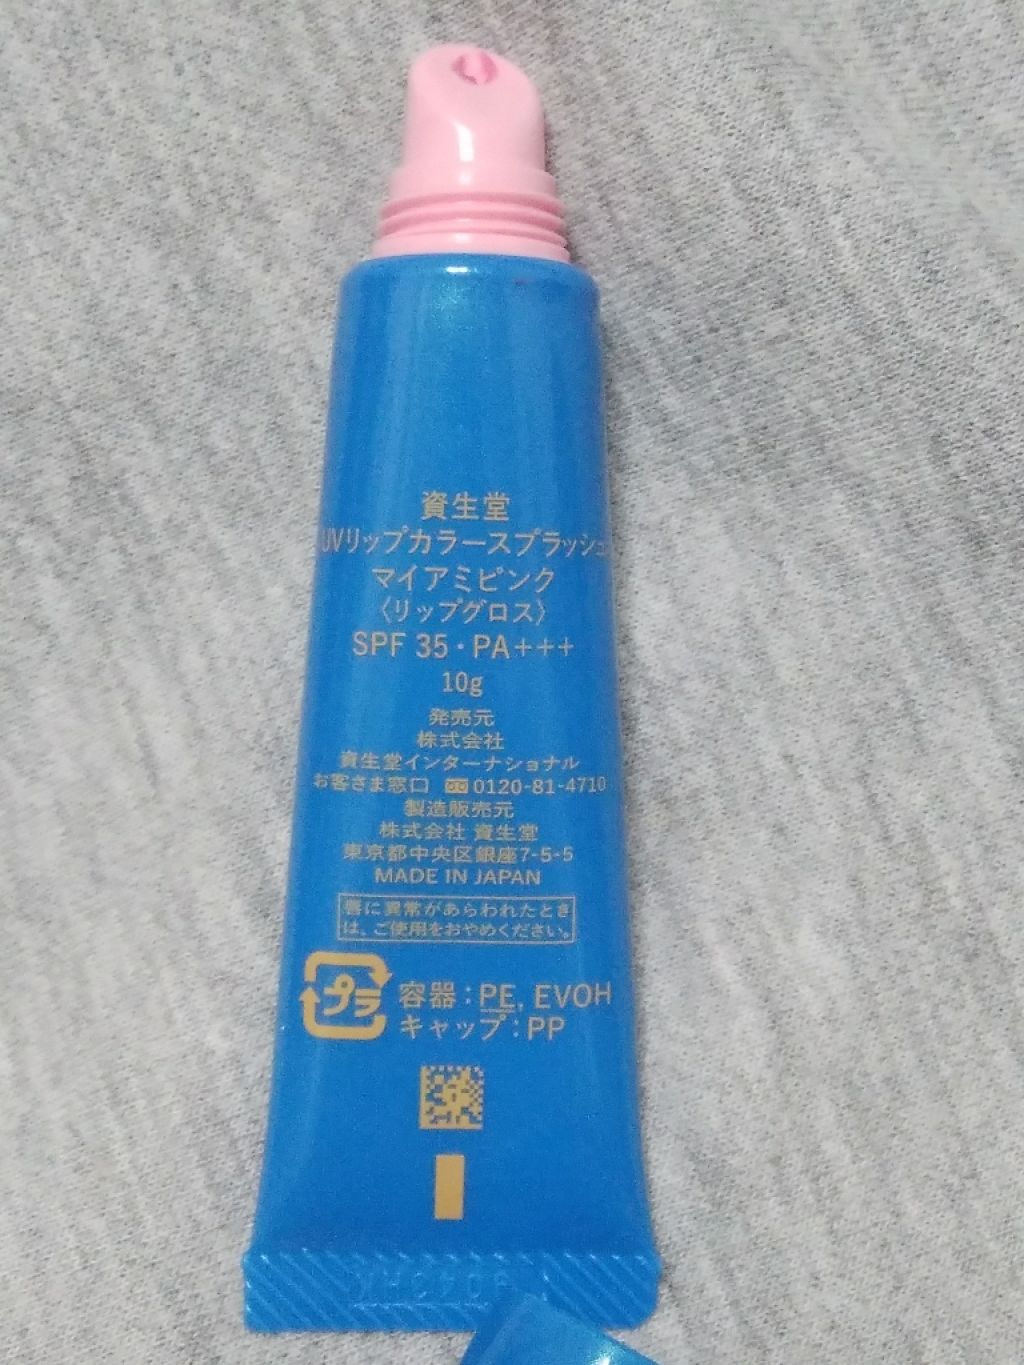 資生堂
UVリップカラースプラッシュ
マイアミピンク
〈リップグロス〉
SPF 35・PA+++
10g
発売元
株式会社
資生堂インターナショナル
お客さま窓口 0120-81-4710
製造販売元
株式会社 資生堂
東京都中央区銀座7-5-5
MADE IN JAPAN
唇に異常があらわれたとき
は、ご使用をおやめください。
プラ
容器：PE, EVOH
キャップ：PP